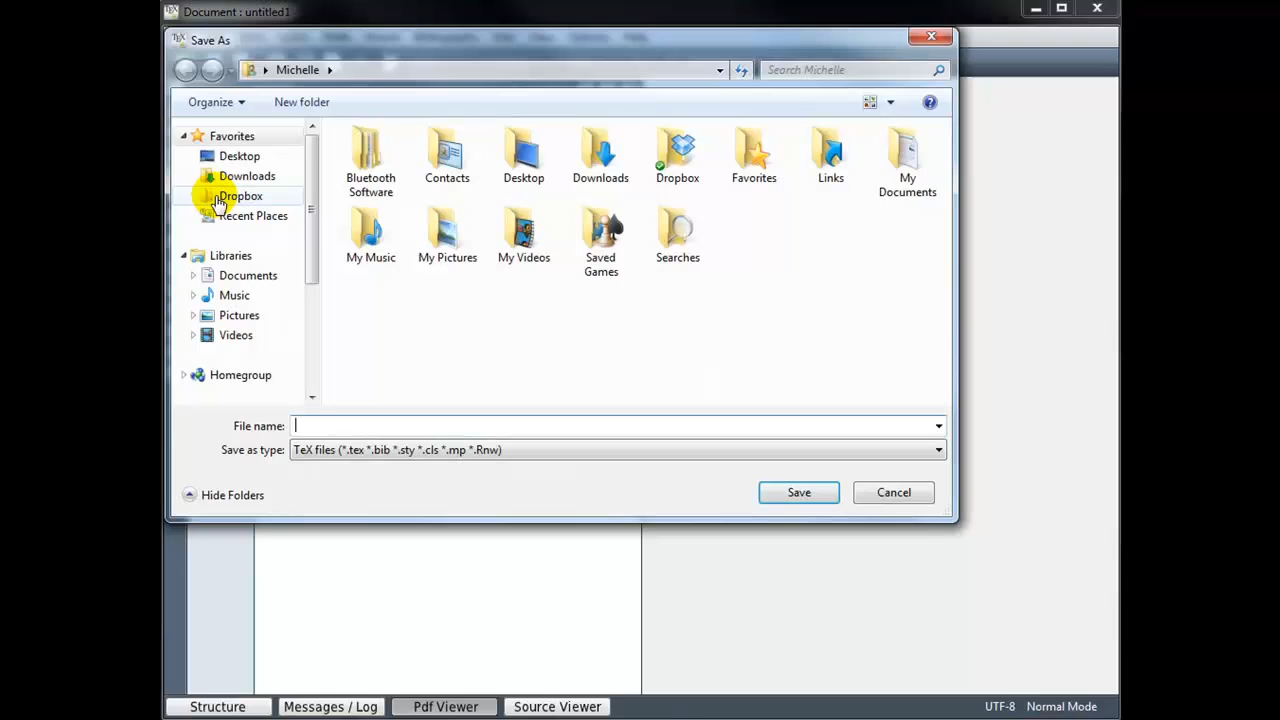 Document : untitled1
Save As
Michelle
Search Michelle
Organize
New folder
Favorites
Desktop
Downloads
Dropbox
Recent Places
Libraries
Documents
Music
Pictures
Videos
Homegroup
Bluetooth Software
Contacts
Desktop
Downloads
Dropbox
Favorites
Links
My Documents
My Music
My Pictures
My Videos
Saved Games
Searches
File name:
Save as type: TeX files (*.tex *.bib *.sty *.cls *.mp *.Rnw)
Hide Folders
Save
Cancel
Structure
Messages / Log
Pdf Viewer
Source Viewer
UTF-8
Normal Mode